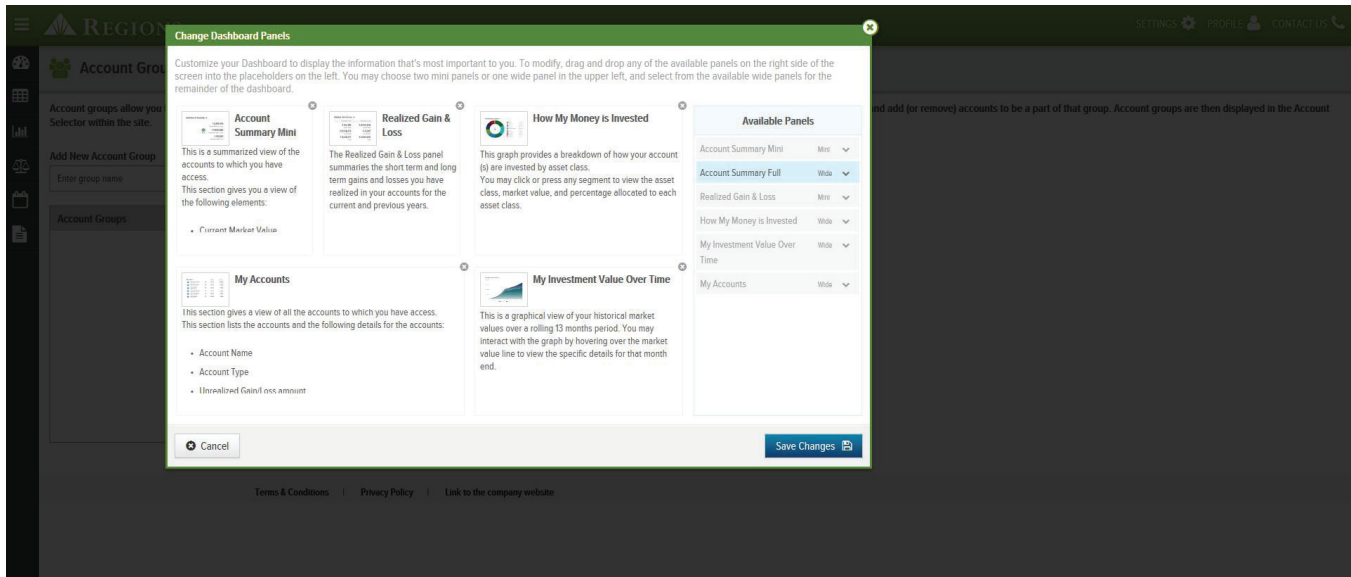 REGIONS
SETTINGS
PROFILE
CONTACT US
Change Dashboard Panels
Customize your Dashboard to display the information that's most important to you. To modify, drag and drop any of the available panels on the right side of the
screen into the placeholders on the left. You may choose two mini panels or one wide panel in the upper left, and select from the available wide panels for the
remainder of the dashboard.
Account Grou
Account groups allow you
and add (or remove) accounts to be a part of that group. Account groups are then displayed in the Account
Selector within the site.
Add New Account Group
Enter group name
Account Groups
Account
Summary Mini
This is a summarized view of the
accounts to which you have
access.
This section gives you a view of
the following elements:
• Current Market Value
Realized Gain &
Loss
The Realized Gain & Loss panel
summaries the short term and long
term gains and losses you have
realized in your accounts for the
current and previous years.
How My Money is Invested
This graph provides a breakdown of how your account
(s) are invested by asset class.
You may click or press any segment to view the asset
class, market value, and percentage allocated to each
asset class.
My Accounts
This section gives a view of all the accounts to which you have access.
This section lists the accounts and the following details for the accounts:
• Account Name
• Account Type
• Unrealized Gain/Loss amount
My Investment Value Over Time
This is a graphical view of your historical market
values over a rolling 13 months period. You may
interact with the graph by hovering over the market
value line to view the specific details for that month
end.
Available Panels
Account Summary Mini Mini
Account Summary Full Wide
Realized Gain & Loss Mini
How My Money is Invested Wide
My Investment Value Over Wide
Time
My Accounts Wide
Cancel
Save Changes
Terms & Conditions | Privacy Policy | Link to the company website